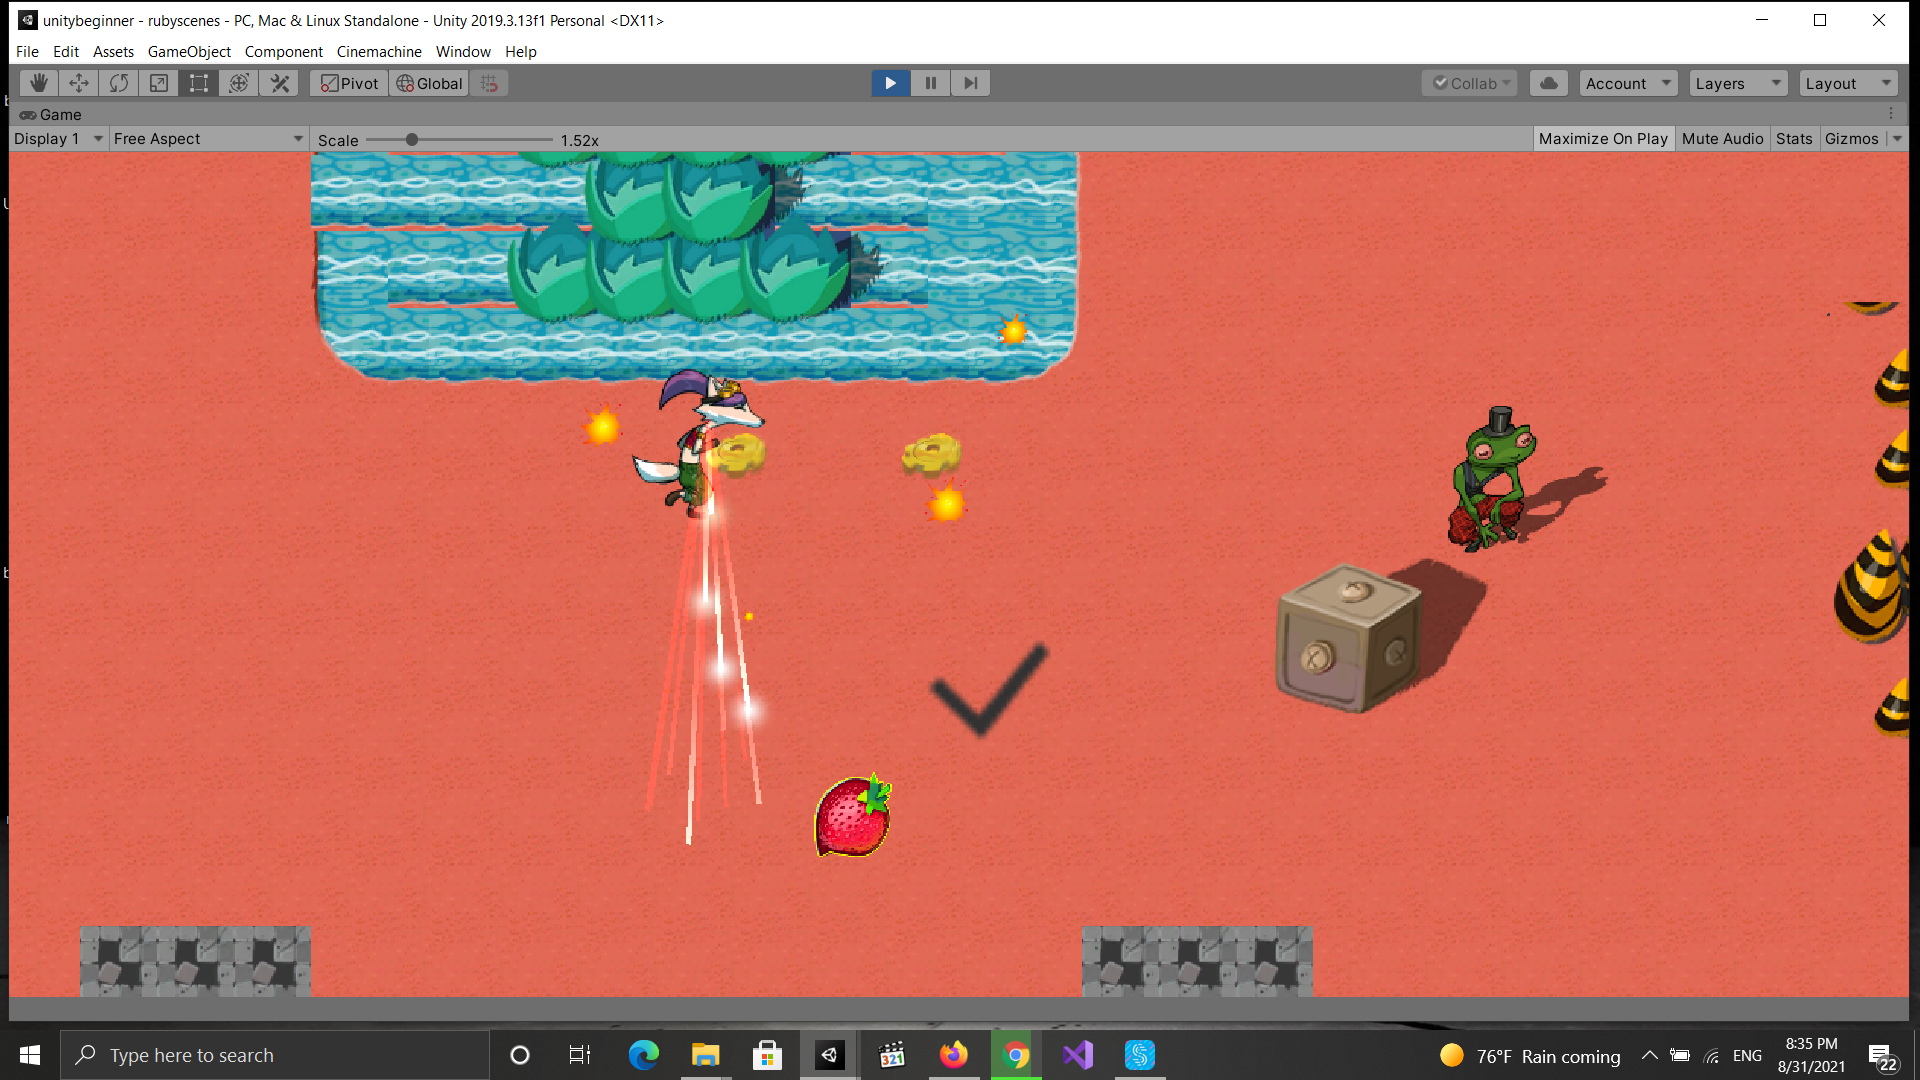 unitybeginner - rubyscenes - PC, Mac & Linux Standalone - Unity 2019.3.13f1 Personal <DX11>
File Edit Assets GameObject Component Cinemachine Window Help
Pivot Global Collab Account Layers Layout
Game
Display 1 Free Aspect Scale 1.52x Maximize On Play Mute Audio Stats Gizmos
Type here to search
321
76°F Rain coming
ENG
8:35 PM
8/31/2021
22